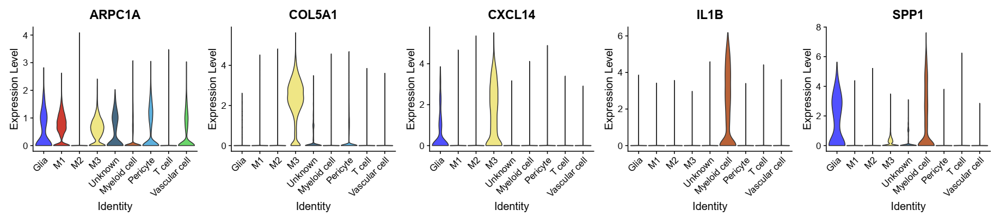 ARPC1A
Expression Level
4
3
2
1
0
Glia
M1
M2
M3
Unknown
Myeloid cell
Pericyte
T cell
Vascular cell
Identity
COL5A1
Expression Level
4
2
0
Glia
M1
M2
M3
Unknown
Myeloid cell
Pericyte
T cell
Vascular cell
Identity
CXCL14
Expression Level
4
2
0
Glia
M1
M2
M3
Unknown
Myeloid cell
Pericyte
T cell
Vascular cell
Identity
IL1B
Expression Level
6
4
2
0
Glia
M1
M2
M3
Unknown
Myeloid cell
Pericyte
T cell
Vascular cell
Identity
SPP1
Expression Level
8
6
4
2
0
Glia
M1
M2
M3
Unknown
Myeloid cell
Pericyte
T cell
Vascular cell
Identity